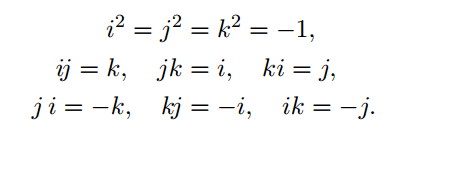 i² = j² = k² = −1,
ij = k, jk = i, ki = j,
ji = −k, kj = −i, ik = −j.